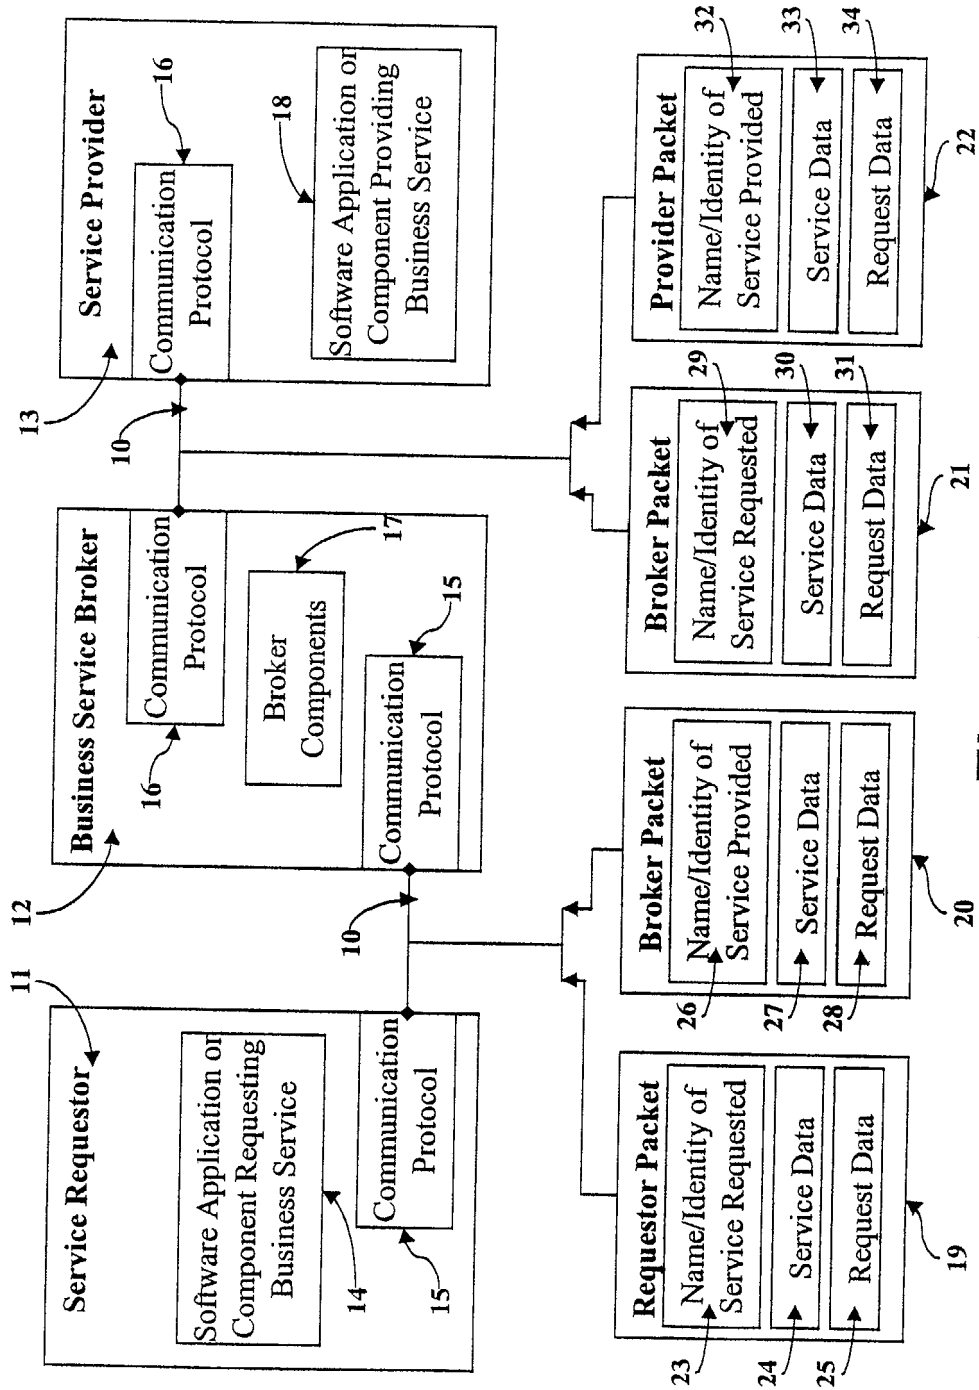 11
Service Requestor
Software Application or
Component Requesting
Business Service
14
Communication
Protocol
15
10
12
Business Service Broker
16
Communication
Protocol
Broker
Components
17
Communication
Protocol
15
10
13
Service Provider
Communication
Protocol
16
18
Software Application or
Component Providing
Business Service
Requestor Packet
Name/Identity of
Service Requested
Service Data
Request Data
23
24
25
19
Broker Packet
Name/Identity of
Service Provided
Service Data
Request Data
26
27
28
20
Broker Packet
Name/Identity of
Service Requested
Service Data
Request Data
29
30
31
21
Provider Packet
Name/Identity of
Service Provided
Service Data
Request Data
32
33
34
22